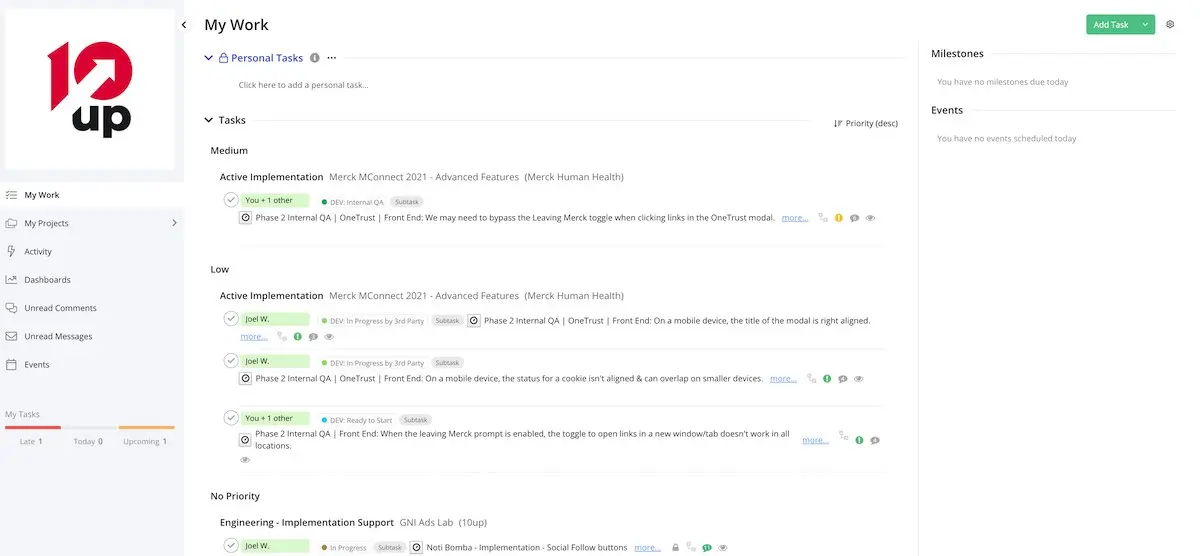 10up
My Work
My Projects
Activity
Dashboards
Unread Comments
Unread Messages
Events
My Tasks
Late 1
Today 0
Upcoming 1
My Work
Add Task
Personal Tasks
Click here to add a personal task...
Tasks
Priority (desc)
Medium
Active Implementation Merck MConnect 2021 - Advanced Features (Merck Human Health)
You + 1 other DEV: Internal QA Subtask
Phase 2 Internal QA | OneTrust | Front End: We may need to bypass the Leaving Merck toggle when clicking links in the OneTrust modal. more...
Low
Active Implementation Merck MConnect 2021 - Advanced Features (Merck Human Health)
Joel W. DEV: In Progress by 3rd Party Subtask Phase 2 Internal QA | OneTrust | Front End: On a mobile device, the title of the modal is right aligned.
more...
Joel W. DEV: In Progress by 3rd Party Subtask
Phase 2 Internal QA | OneTrust | Front End: On a mobile device, the status for a cookie isn't aligned & can overlap on smaller devices. more...
You + 1 other DEV: Ready to Start Subtask
Phase 2 Internal QA | Front End: When the leaving Merck prompt is enabled, the toggle to open links in a new window/tab doesn't work in all
locations. more...
No Priority
Engineering - Implementation Support GNI Ads Lab (10up)
Joel W. In Progress Subtask Noti Bomba - Implementation - Social Follow buttons more...
Milestones
You have no milestones due today
Events
You have no events scheduled today